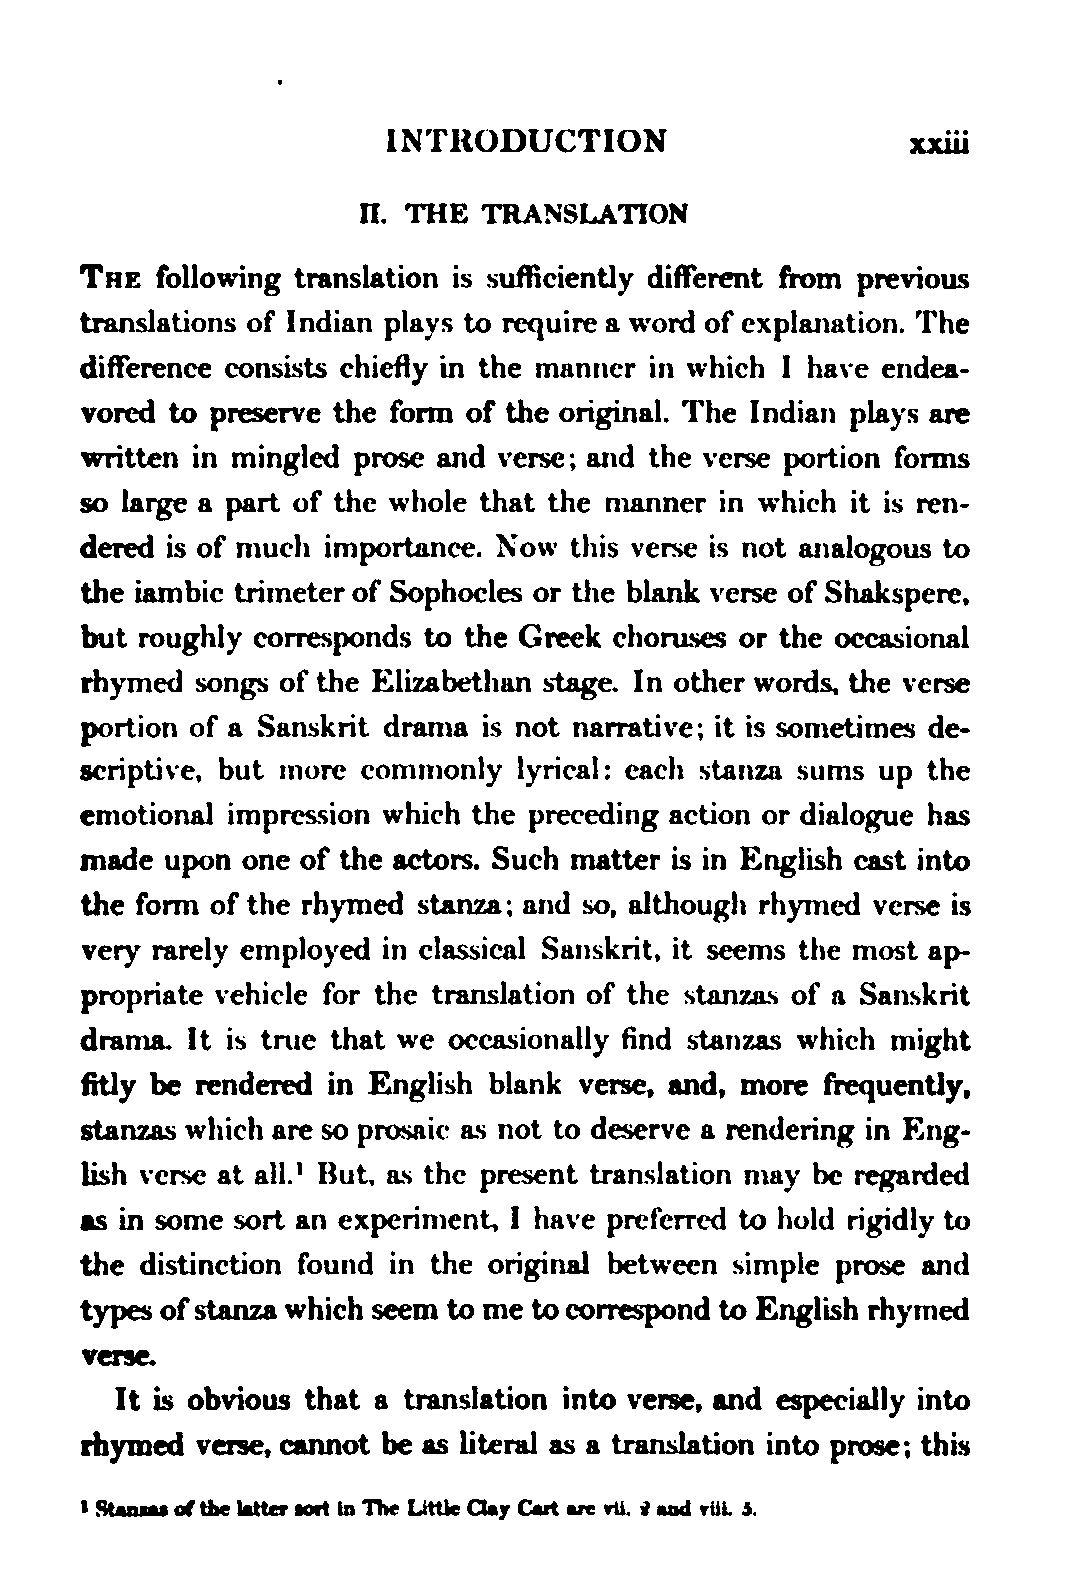 INTRODUCTION xxiii
II. THE TRANSLATION
THE following translation is sufficiently different from previous
translations of Indian plays to require a word of explanation. The
difference consists chiefly in the manner in which I have endea-
vored to preserve the form of the original. The Indian plays are
written in mingled prose and verse; and the verse portion forms
so large a part of the whole that the manner in which it is ren-
dered is of much importance. Now this verse is not analogous to
the iambic trimeter of Sophocles or the blank verse of Shakspere,
but roughly corresponds to the Greek choruses or the occasional
rhymed songs of the Elizabethan stage. In other words, the verse
portion of a Sanskrit drama is not narrative; it is sometimes de-
scriptive, but more commonly lyrical: each stanza sums up the
emotional impression which the preceding action or dialogue has
made upon one of the actors. Such matter is in English cast into
the form of the rhymed stanza; and so, although rhymed verse is
very rarely employed in classical Sanskrit, it seems the most ap-
propriate vehicle for the translation of the stanzas of a Sanskrit
drama. It is true that we occasionally find stanzas which might
fitly be rendered in English blank verse, and, more frequently,
stanzas which are so prosaic as not to deserve a rendering in Eng-
lish verse at all.¹ But, as the present translation may be regarded
as in some sort an experiment, I have preferred to hold rigidly to
the distinction found in the original between simple prose and
types of stanza which seem to me to correspond to English rhymed
verse.
It is obvious that a translation into verse, and especially into
rhymed verse, cannot be as literal as a translation into prose; this
¹ Stanzas of the latter sort in The Little Clay Cart are vii. 2 and viii. 5.